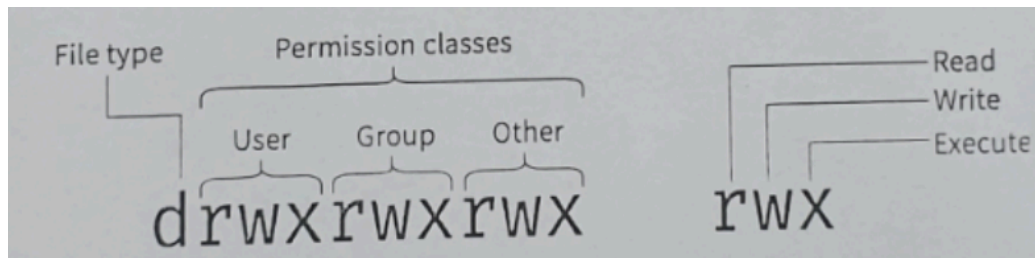 File type
Permission classes
User Group Other
drwxrwxrwx
Read
Write
Execute
rwx